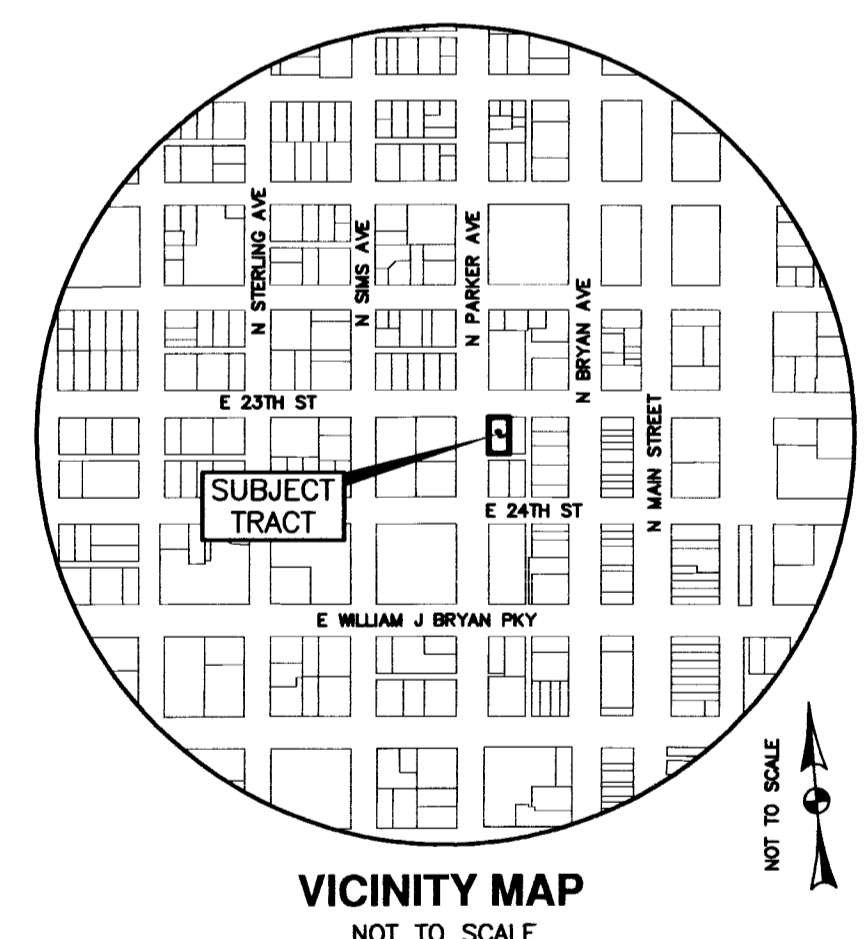 N STERLING AVE
N SIMS AVE
N PARKER AVE
N BRYAN AVE
E 23TH ST
N MAIN STREET
SUBJECT
TRACT
E 24TH ST
E WILLIAM J BRYAN PKY
NOT TO SCALE
VICINITY MAP
NOT TO SCALE